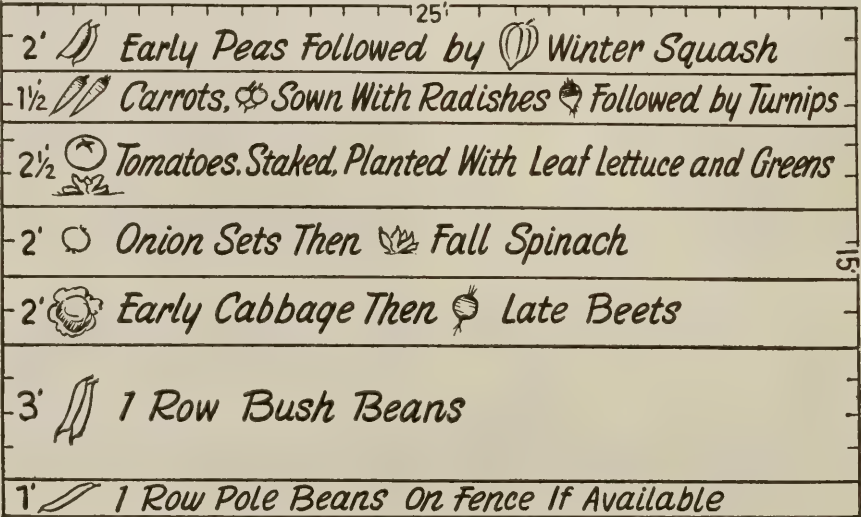 25'
2' Early Peas Followed by Winter Squash
1½ Carrots, Sown With Radishes Followed by Turnips
2½ Tomatoes, Staked, Planted With Leaf Lettuce and Greens
2' Onion Sets Then Fall Spinach
15'
2' Early Cabbage Then Late Beets
3' 1 Row Bush Beans
1' 1 Row Pole Beans On Fence If Available